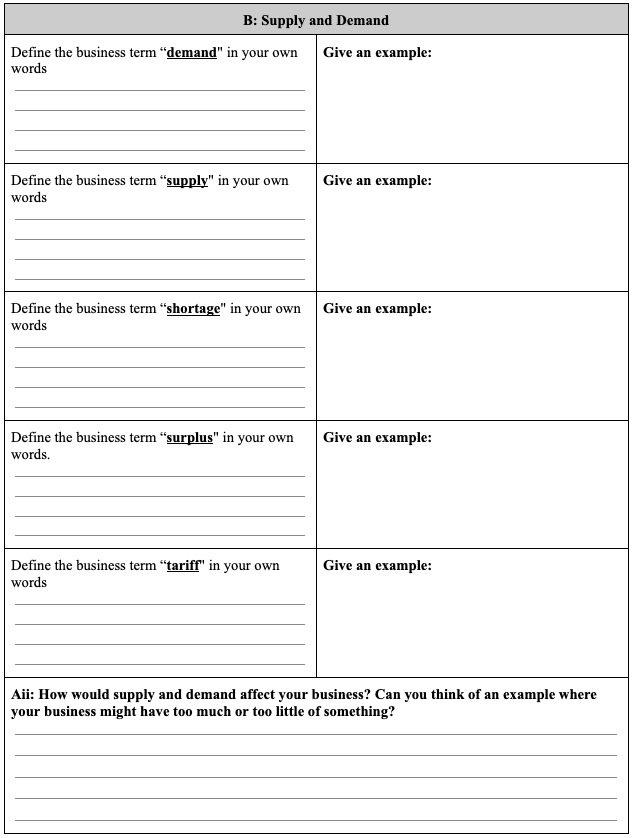 B: Supply and Demand
Define the business term “demand" in your own
words
Give an example:
Define the business term “supply" in your own
words
Give an example:
Define the business term “shortage" in your own
words
Give an example:
Define the business term “surplus" in your own
words.
Give an example:
Define the business term “tariff" in your own
words
Give an example:
Aii: How would supply and demand affect your business? Can you think of an example where
your business might have too much or too little of something?